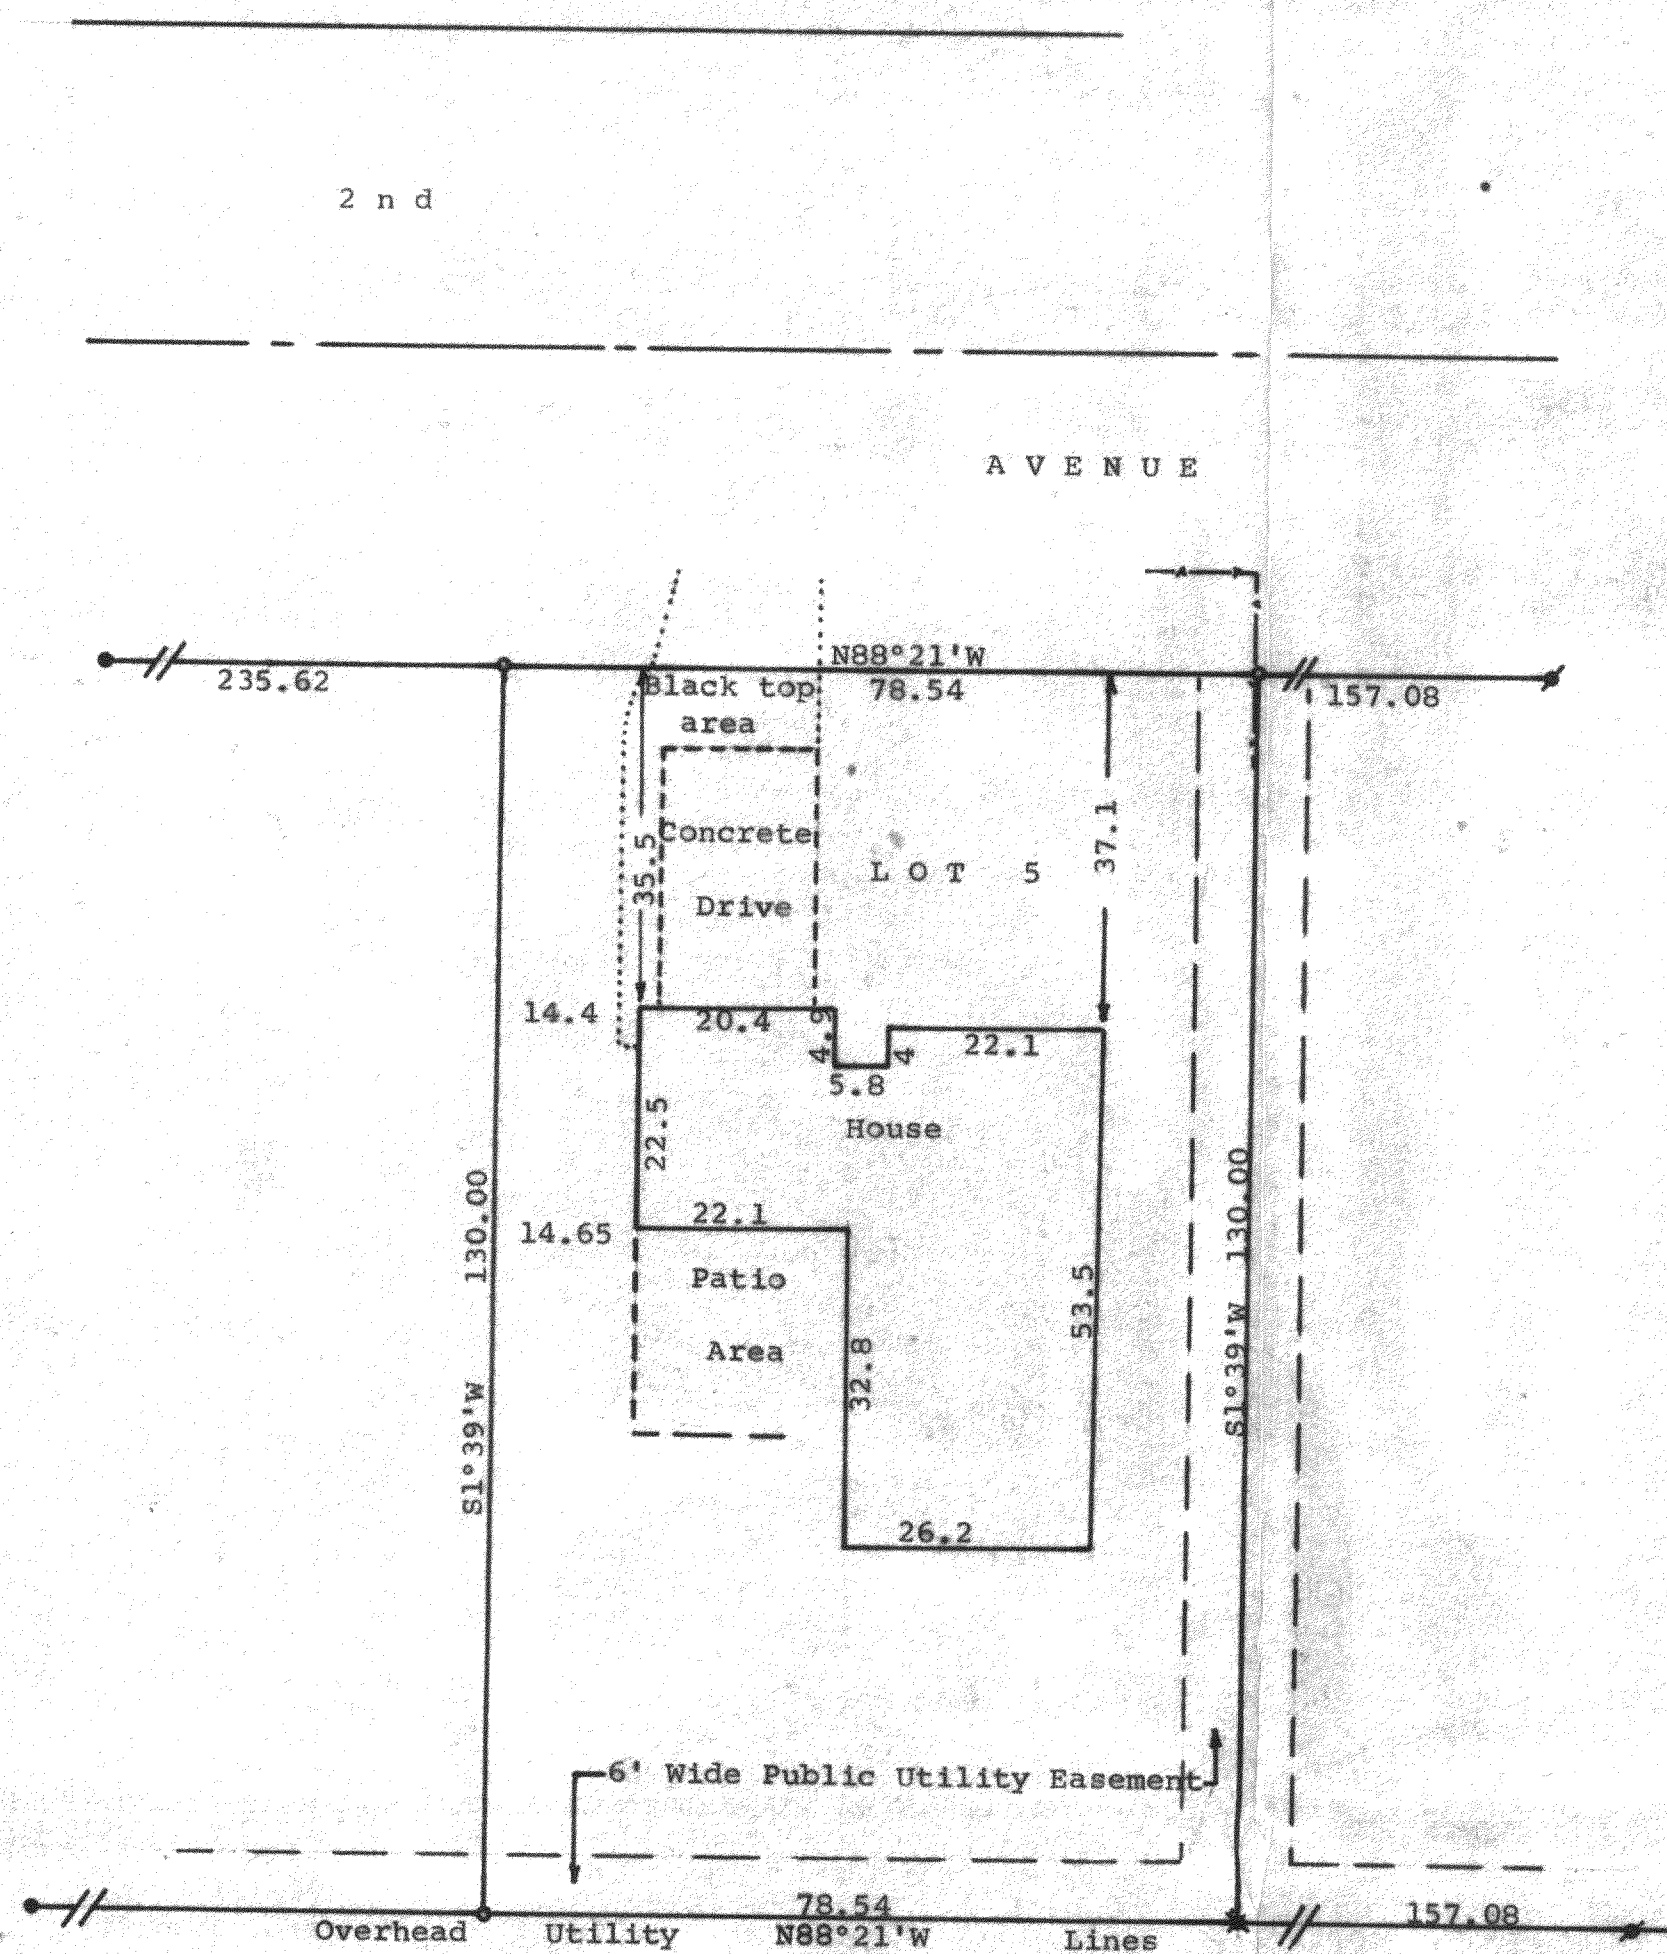 2nd
AVENUE
N88°21'W
235.62
Black top
78.54
157.08
area
Concrete
35.5
37.1
LOT 5
Drive
14.4
20.4
4.9
4
22.1
5.8
House
22.5
22.1
14.65
130.00
S1°39'W
130.00
S1°39'W
Patio
Area
53.5
32.8
26.2
6' Wide Public Utility Easement
78.54
157.08
Overhead Utility N88°21'W Lines